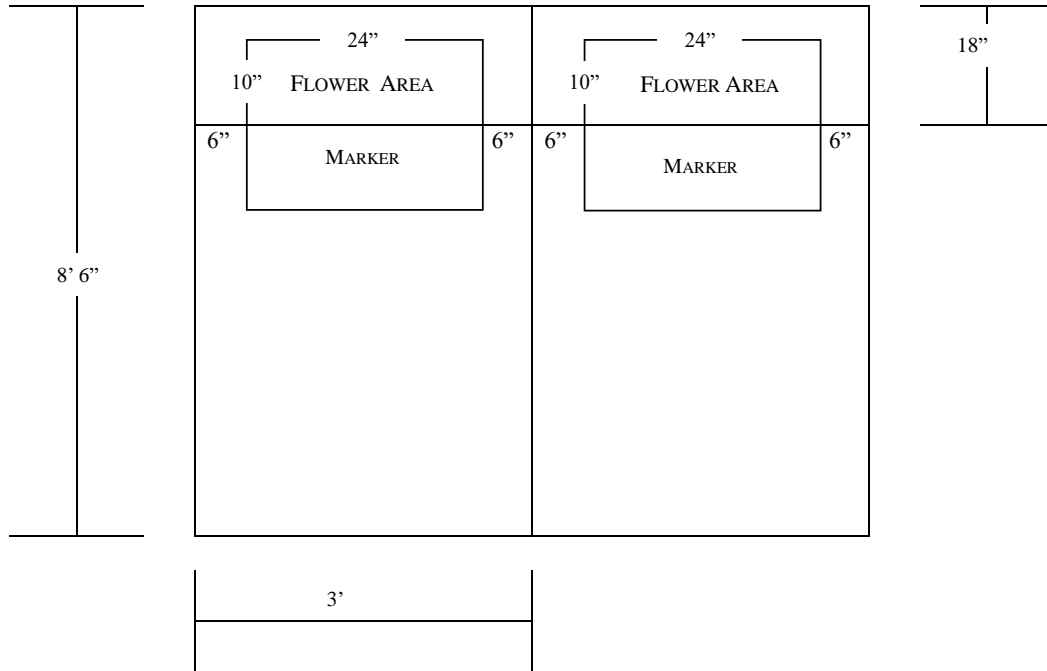 24” 24” 18”
10” FLOWER AREA 10” FLOWER AREA
6” MARKER 6” 6” MARKER 6”
8’ 6”
3'